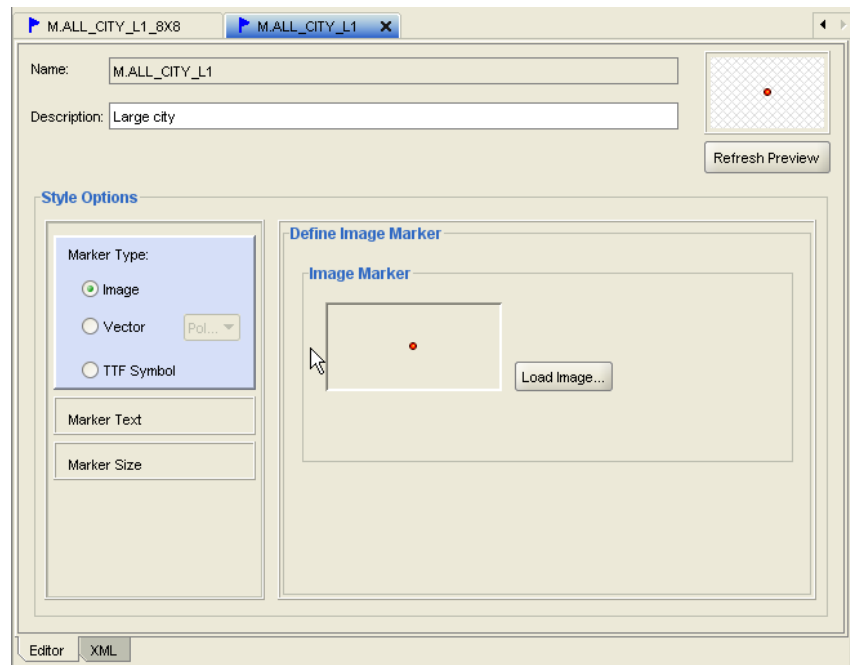 M.ALL_CITY_L1_8X8 M.ALL_CITY_L1
Name: M.ALL_CITY_L1
Description: Large city
Refresh Preview
Style Options
Marker Type:
Image
Vector Pol...
TTF Symbol
Marker Text
Marker Size
Define Image Marker
Image Marker
Load Image...
Editor XML